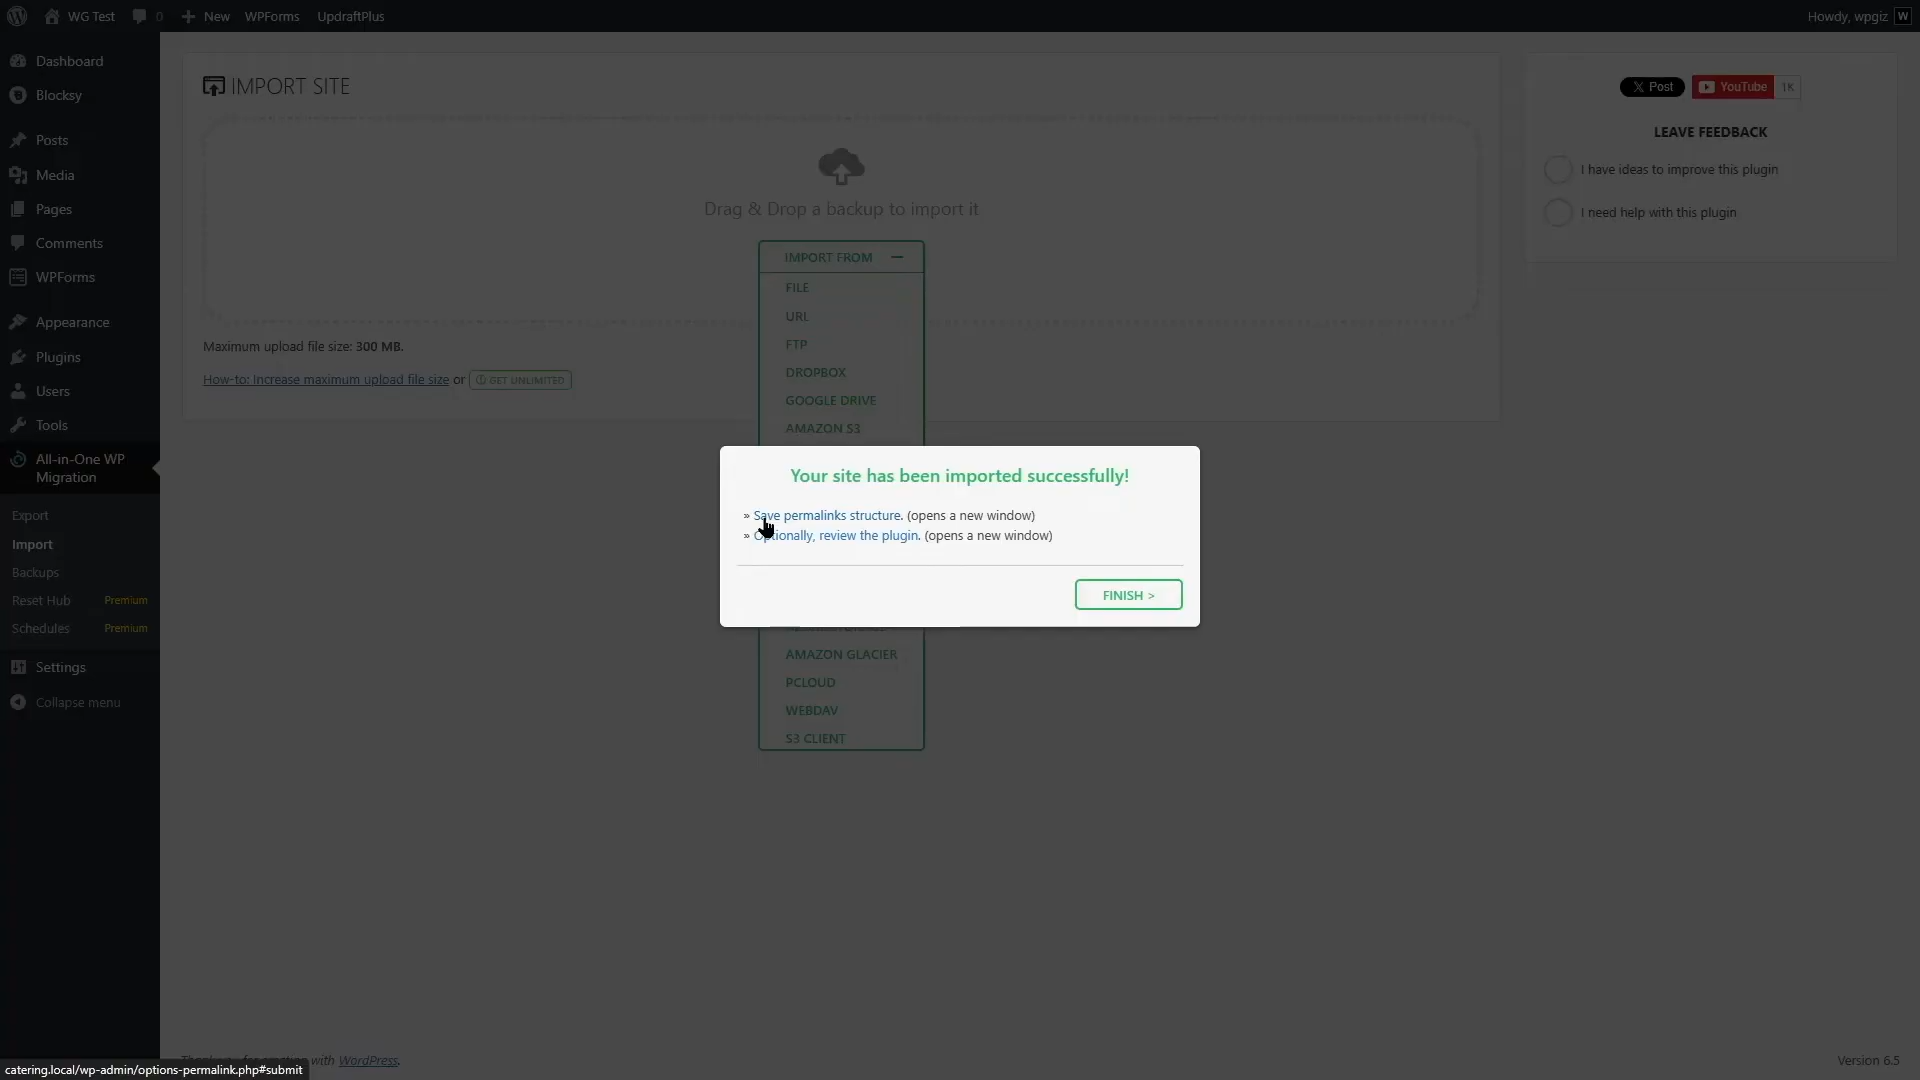 WG Test
0
New
WPForms
UpdraftPlus
Howdy, wpgiz
W
Dashboard
Blocksy
Posts
Media
Pages
Comments
WPForms
Appearance
Plugins
Users
Tools
All-in-One WP
Migration
Export
Import
Backups
Reset Hub Premium
Schedules Premium
Settings
Collapse menu
IMPORT SITE
Drag & Drop a backup to import it
IMPORT FROM
FILE
URL
FTP
DROPBOX
GOOGLE DRIVE
AMAZON S3
Maximum upload file size: 300 MB.
How-to: Increase maximum upload file size or GET UNLIMITED
Your site has been imported successfully!
» Save permalinks structure. (opens a new window)
» Optionally, review the plugin. (opens a new window)
FINISH >
AMAZON GLACIER
PCLOUD
WEBDAV
S3 CLIENT
Post
YouTube 1K
LEAVE FEEDBACK
I have ideas to improve this plugin
I need help with this plugin
for creating with WordPress.
Version 6.5
catering.local/wp-admin/options-permalink.php#submit